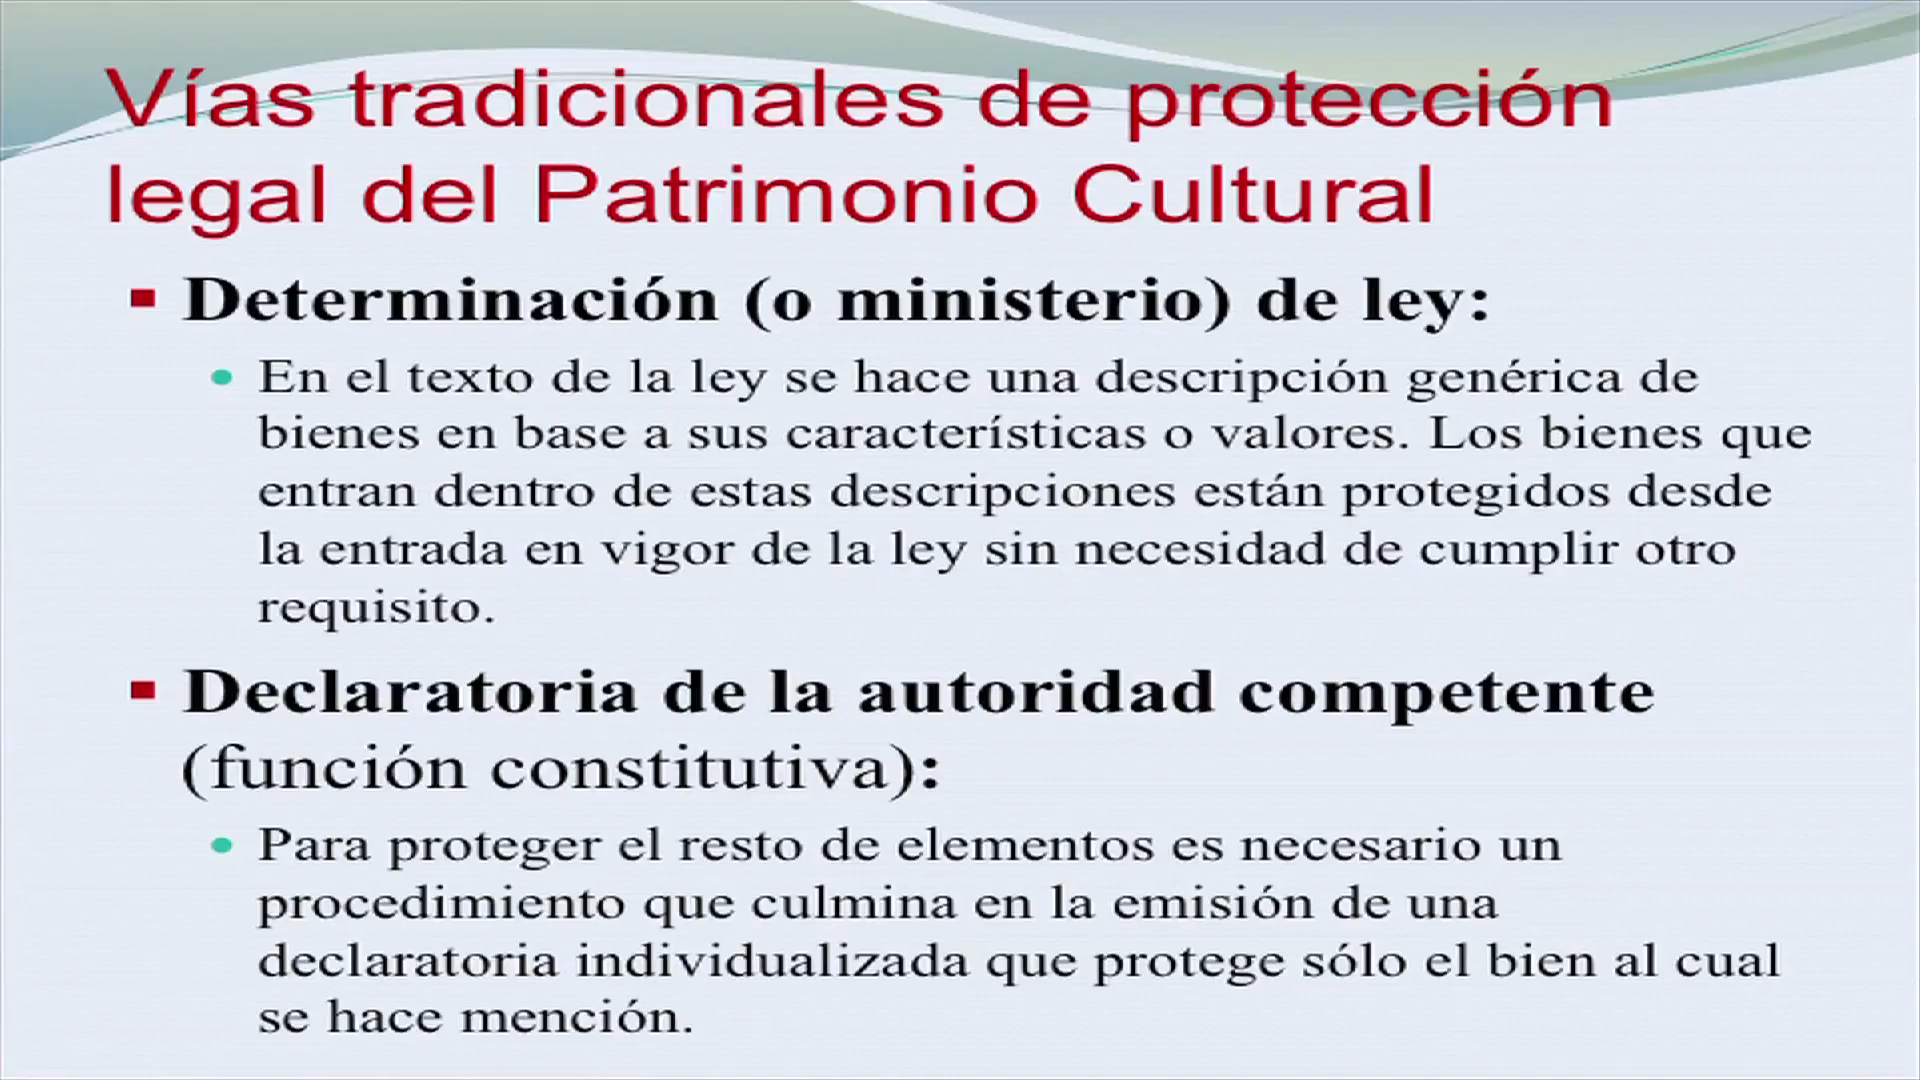 Vías tradicionales de protección
legal del Patrimonio Cultural
▪ Determinación (o ministerio) de ley:
• En el texto de la ley se hace una descripción genérica de
bienes en base a sus características o valores. Los bienes que
entran dentro de estas descripciones están protegidos desde
la entrada en vigor de la ley sin necesidad de cumplir otro
requisito.
▪ Declaratoria de la autoridad competente
(función constitutiva):
• Para proteger el resto de elementos es necesario un
procedimiento que culmina en la emisión de una
declaratoria individualizada que protege sólo el bien al cual
se hace mención.